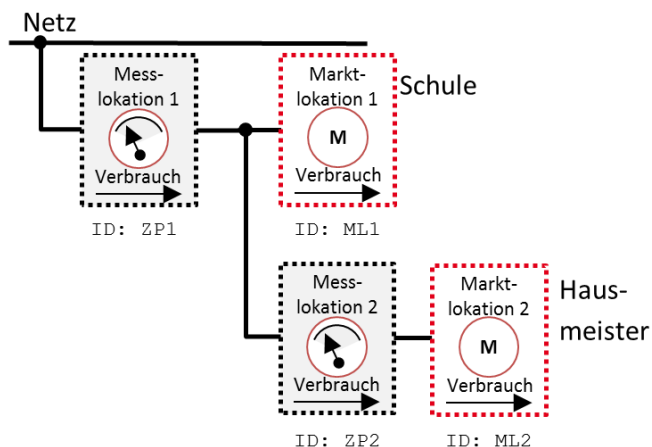 Netz
Mess-
lokation 1
Verbrauch
ID: ZP1
Markt-
lokation 1
M
Verbrauch
ID: ML1
Schule
Mess-
lokation 2
Verbrauch
ID: ZP2
Markt-
lokation 2
M
Verbrauch
ID: ML2
Haus-
meister